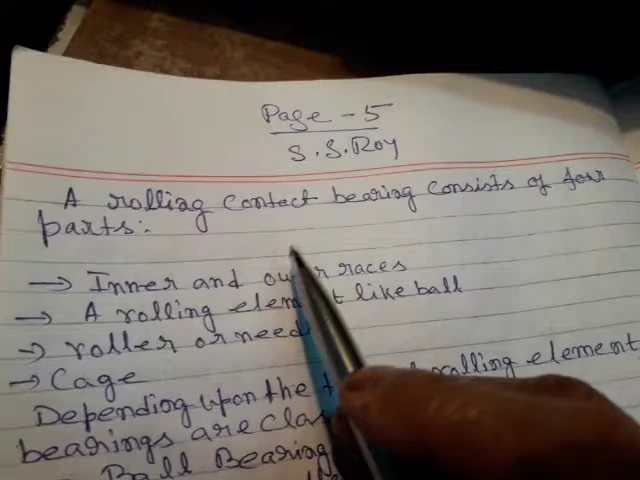 Page - 5
S.S.Roy
A rolling contact bearing consists of four
parts:-
→ Inner and races
→ A rolling like ball
→ roller or
→ Cage
Depending upon the rolling element,
bearings are
Ball Bearing